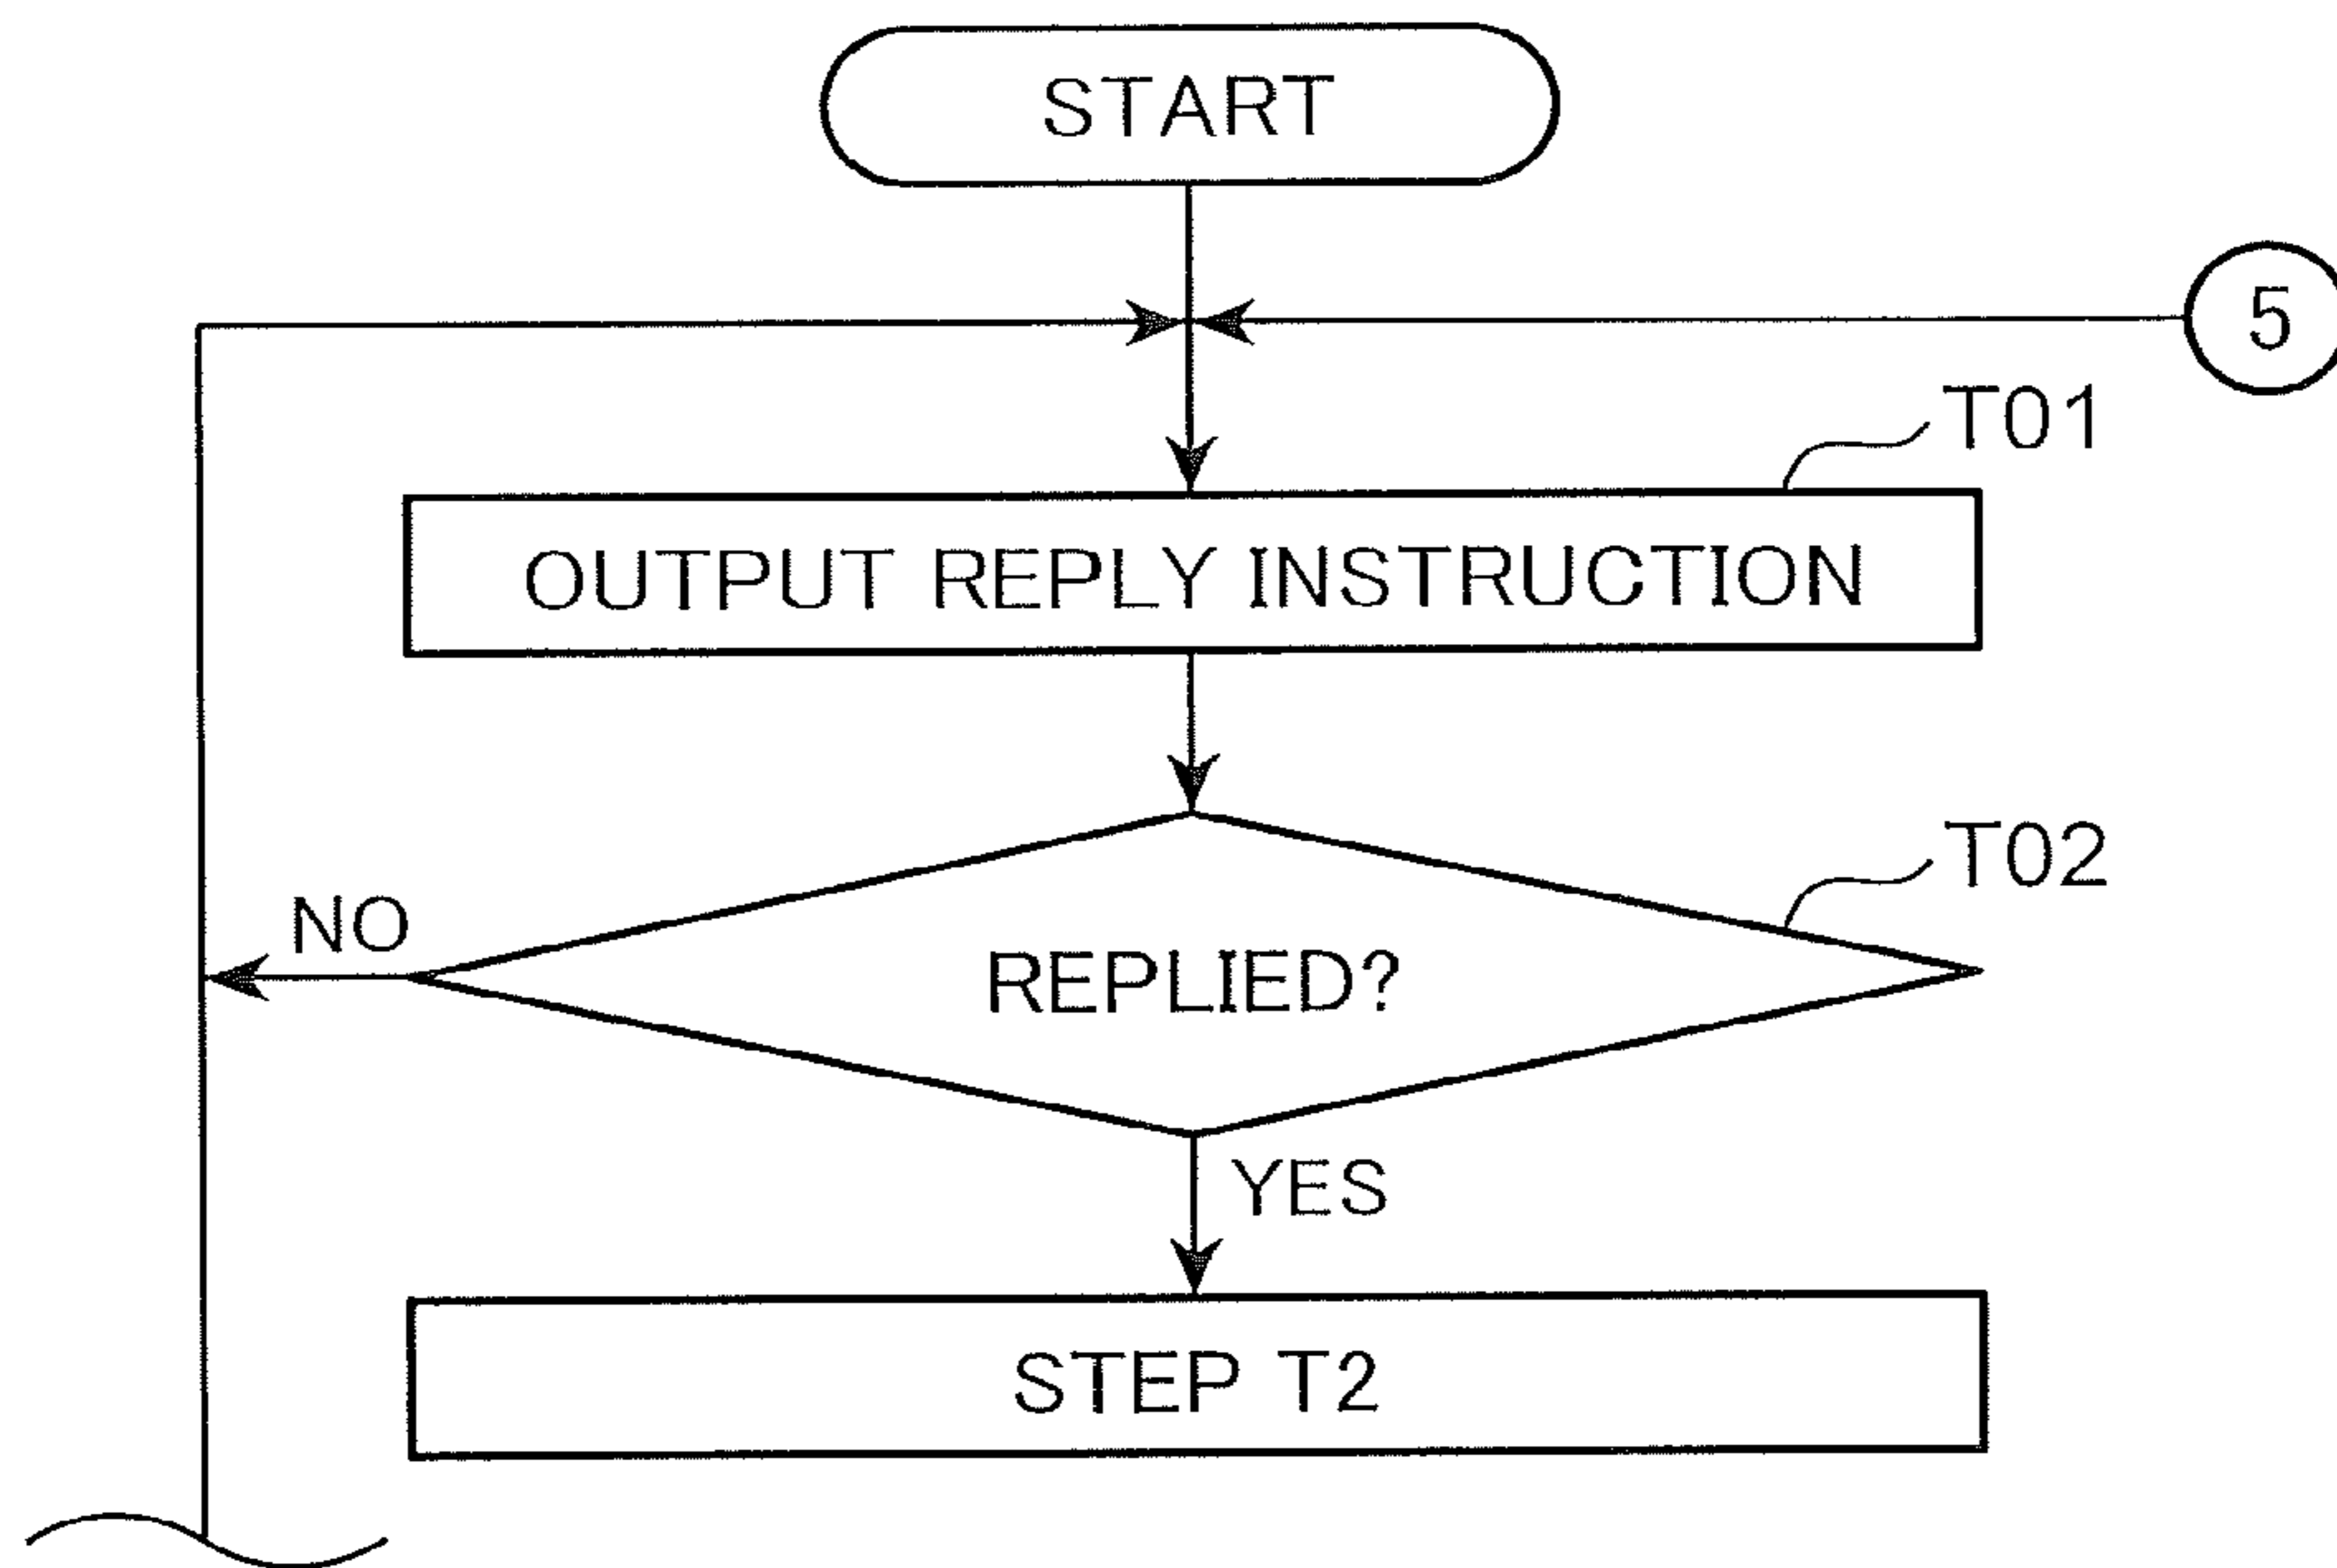 START
5
T01
OUTPUT REPLY INSTRUCTION
T02
NO
REPLIED?
YES
STEP T2